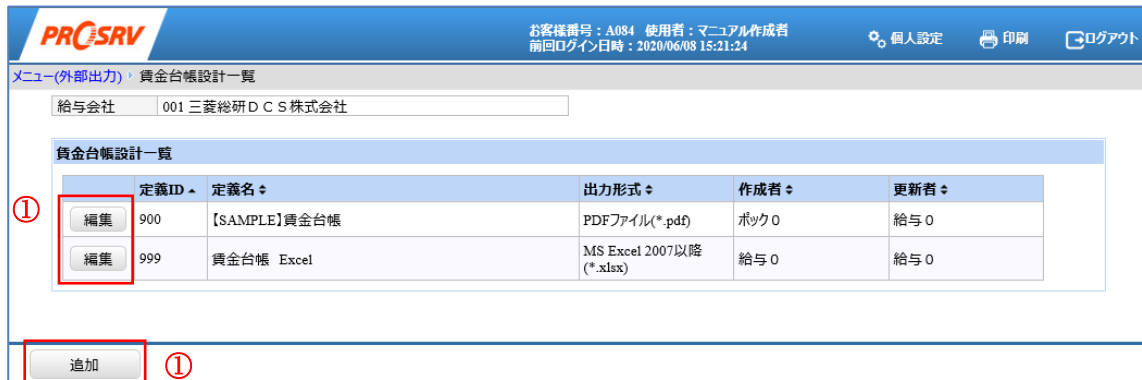 PROSRV
お客様番号：A084 使用者：マニュアル作成者
前回ログイン日時：2020/06/08 15:21:24
個人設定
印刷
ログアウト
メニュー(外部出力) 賃金台帳設計一覧
給与会社 001 三菱総研ＤＣＳ株式会社
賃金台帳設計一覧
定義ID 定義名 出力形式 作成者 更新者
①
編集 900 【SAMPLE】賃金台帳 PDFファイル(*.pdf) ポック０ 給与０
編集 999 賃金台帳 Excel MS Excel 2007以降 給与０ 給与０
(*.xlsx)
追加 ①